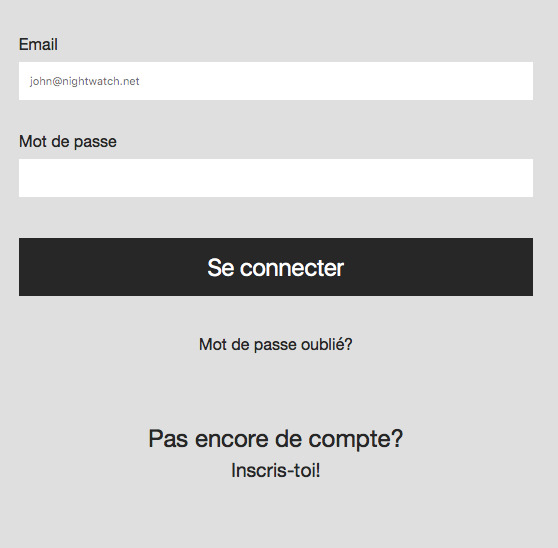 Email
john@nightwatch.net
Mot de passe
Se connecter
Mot de passe oublié?
Pas encore de compte?
Inscris-toi!